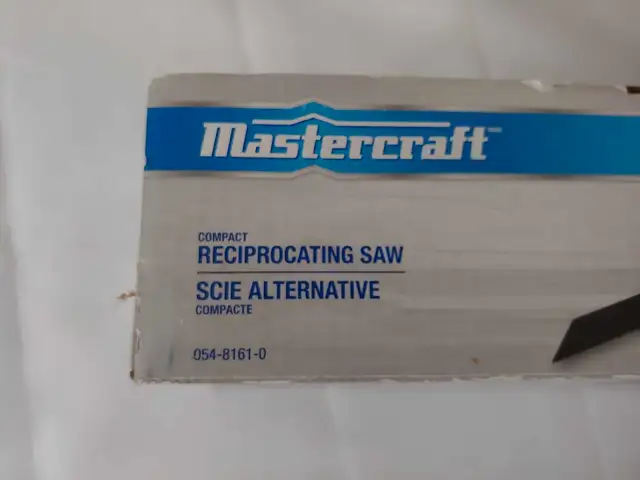 Mastercraft
COMPACT
RECIPROCATING SAW
SCIE ALTERNATIVE
COMPACTE
054-8161-0